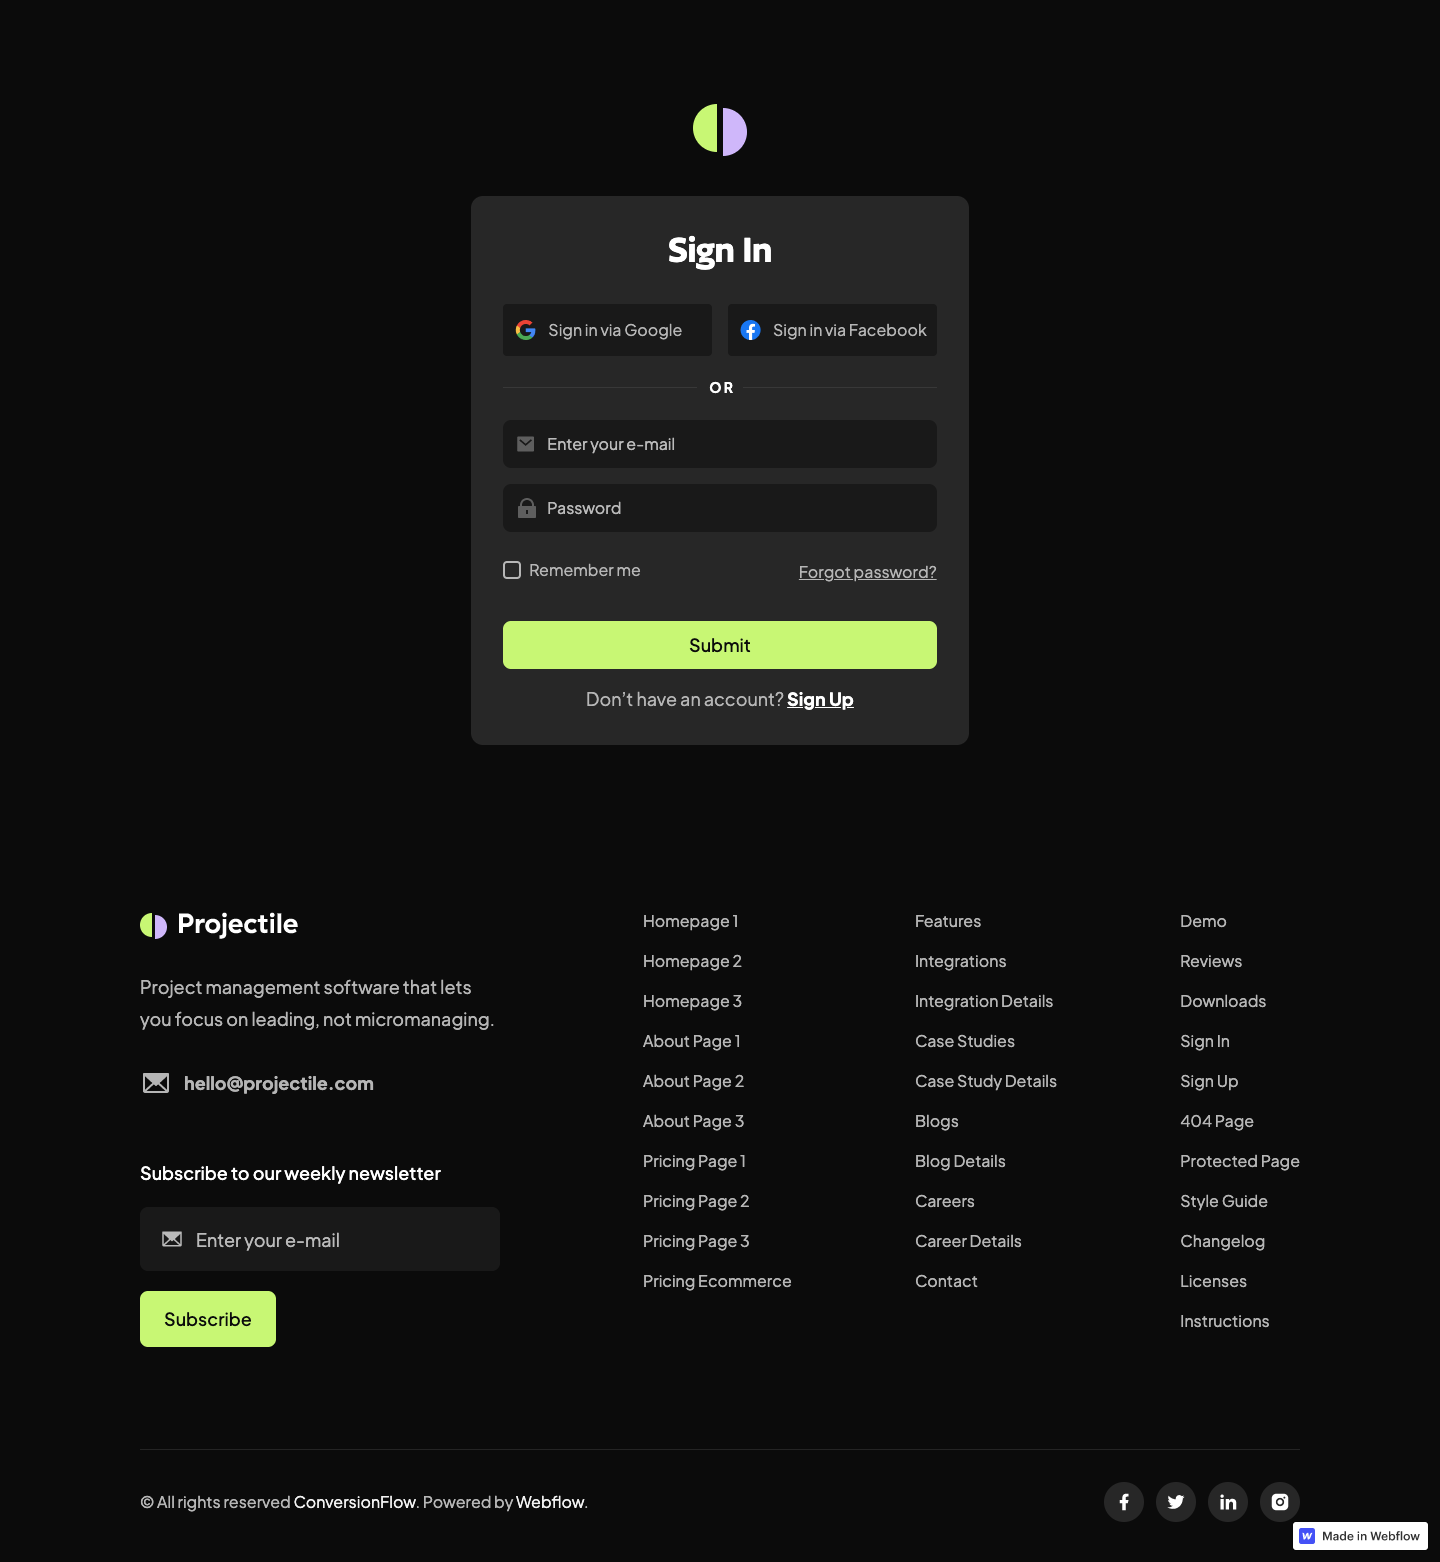 Sign In
Sign in via Google
Sign in via Facebook
OR
Enter your e-mail
Password
Remember me
Forgot password?
Submit
Don’t have an account? Sign Up
Projectile
Project management software that lets
you focus on leading, not micromanaging.
hello@projectile.com
Subscribe to our weekly newsletter
Enter your e-mail
Subscribe
Homepage 1
Homepage 2
Homepage 3
About Page 1
About Page 2
About Page 3
Pricing Page 1
Pricing Page 2
Pricing Page 3
Pricing Ecommerce
Features
Integrations
Integration Details
Case Studies
Case Study Details
Blogs
Blog Details
Careers
Career Details
Contact
Demo
Reviews
Downloads
Sign In
Sign Up
404 Page
Protected Page
Style Guide
Changelog
Licenses
Instructions
© All rights reserved ConversionFlow. Powered by Webflow.
Made in Webflow